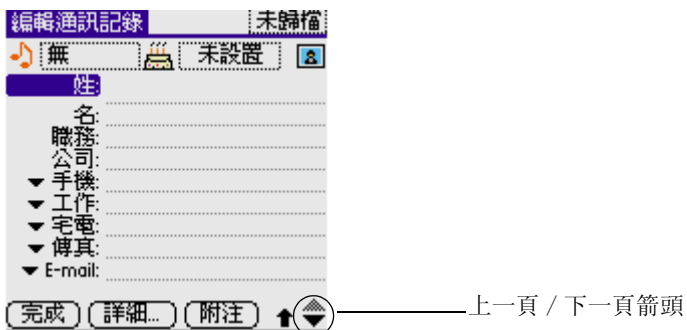 編輯通訊記錄 未歸檔
無 未設置
姓:
名:
職務:
公司:
手機:
工作:
宅電:
傳真:
E-mail:
完成 詳細... 附注
上一頁 / 下一頁箭頭